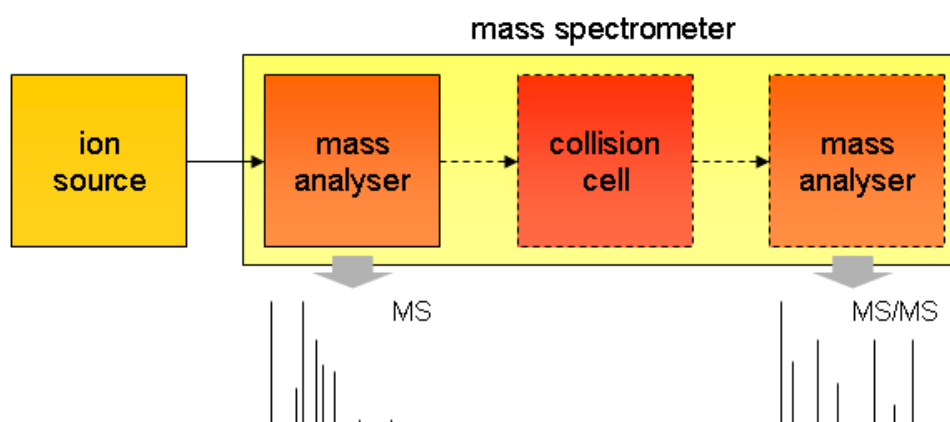 mass spectrometer
ion
source
mass
analyser
collision
cell
mass
analyser
MS
MS/MS